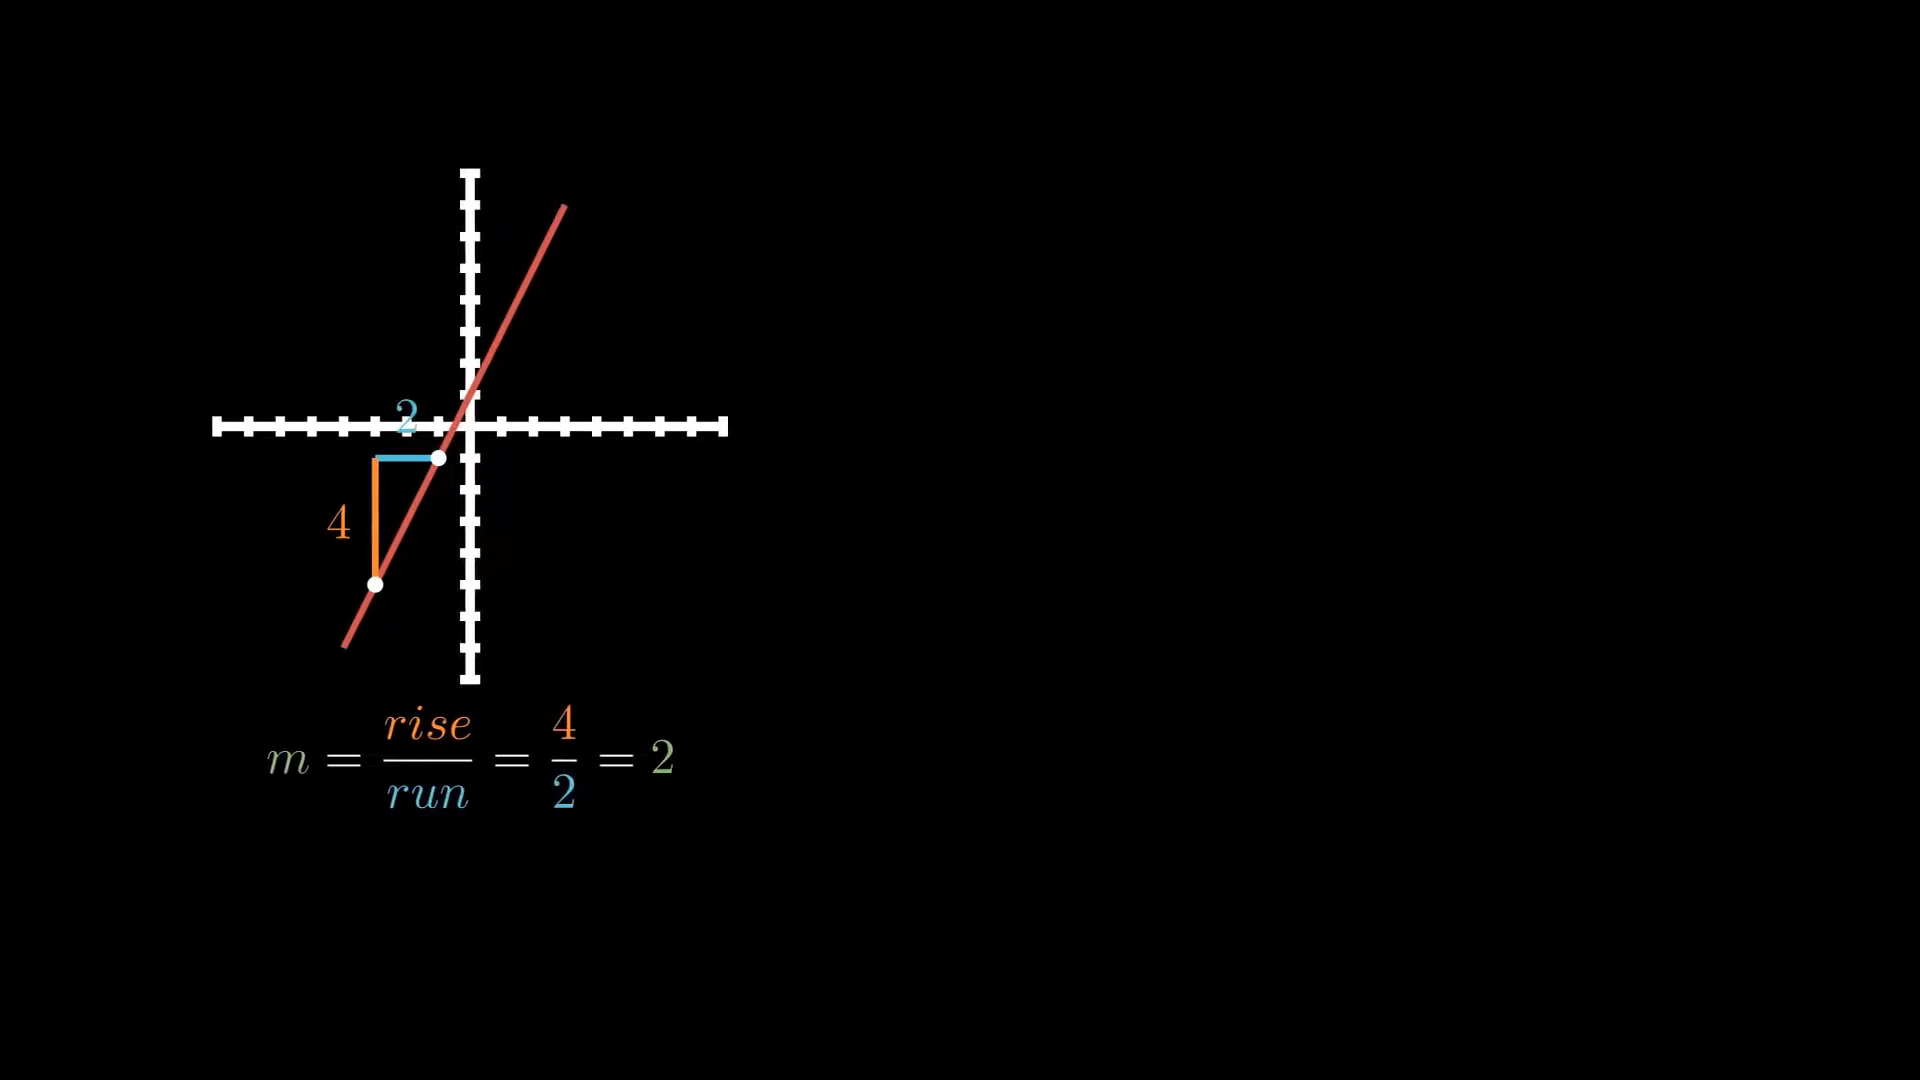 2
4
m = rise/run = 4/2 = 2